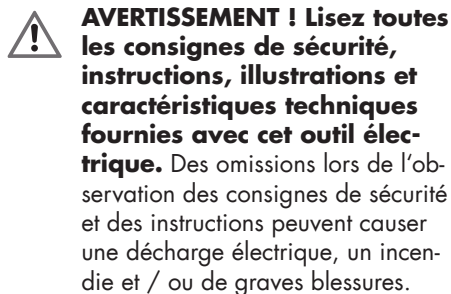 AVERTISSEMENT ! Lisez toutes
les consignes de sécurité,
instructions, illustrations et
caractéristiques techniques
fournies avec cet outil élec-
trique. Des omissions lors de l'ob-
servation des consignes de sécurité
et des instructions peuvent causer
une décharge électrique, un incen-
die et / ou de graves blessures.